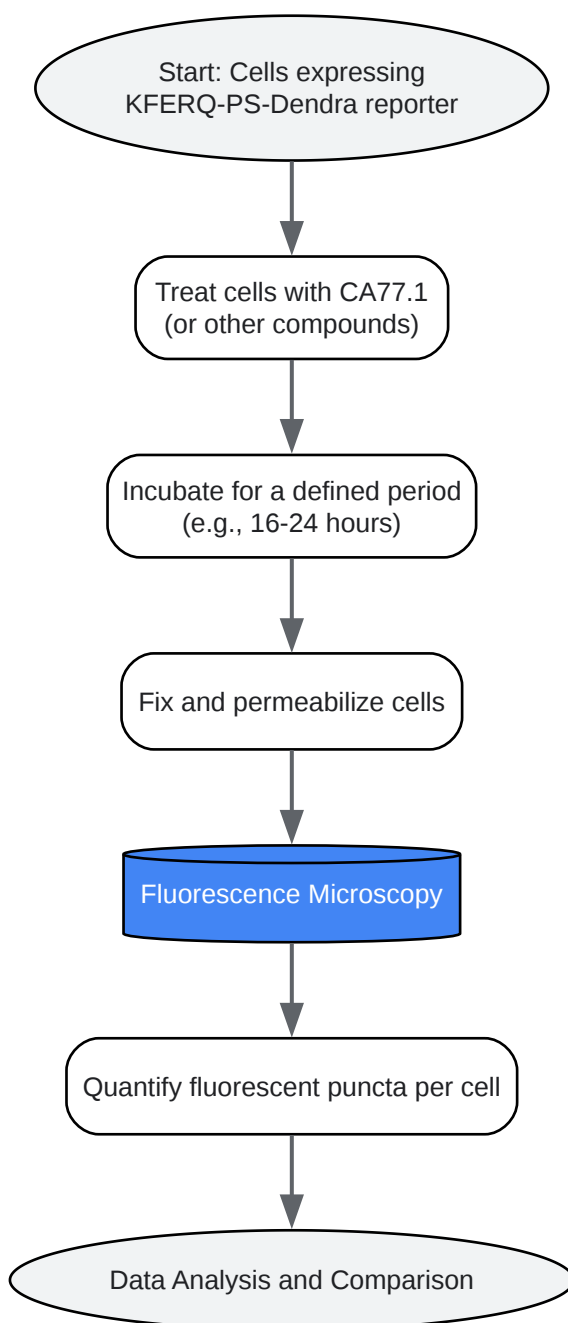 Start: Cells expressing
KFERQ-PS-Dendra reporter
Treat cells with CA77.1
(or other compounds)
Incubate for a defined period
(e.g., 16-24 hours)
Fix and permeabilize cells
Fluorescence Microscopy
Quantify fluorescent puncta per cell
Data Analysis and Comparison